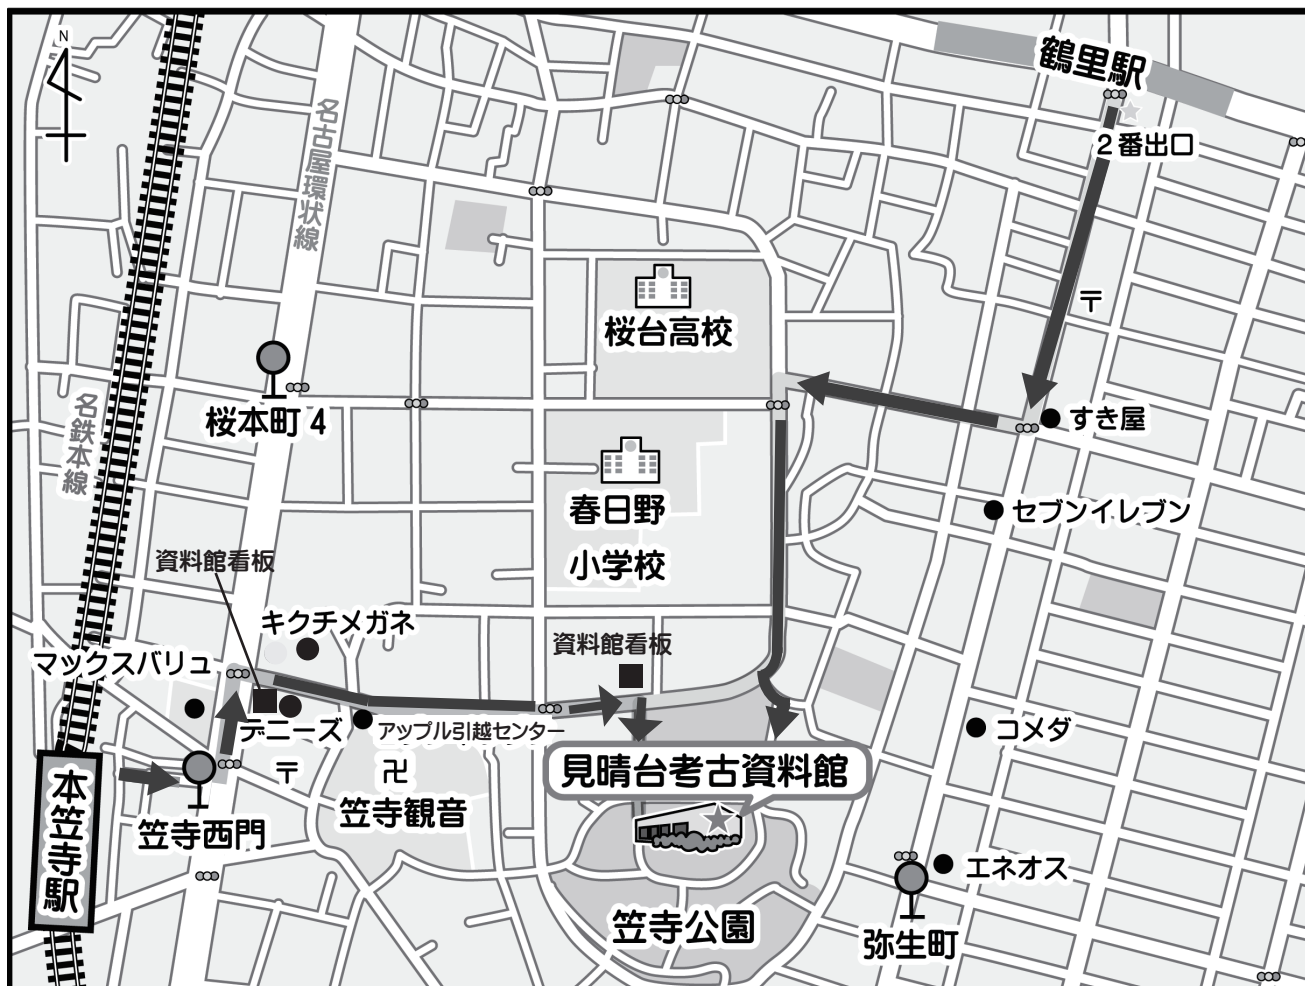 N
鶴里駅
2番出口
名古屋環状線
〒
桜台高校
桜本町4
すき屋
名鉄本線
春日野
小学校
セブンイレブン
資料館看板
キクチメガネ
資料館看板
マックスバリュ
デニーズ
アップル引越センター
コメダ
〒
卍
見晴台考古資料館
本笠寺駅
笠寺西門
笠寺観音
エネオス
笠寺公園
弥生町